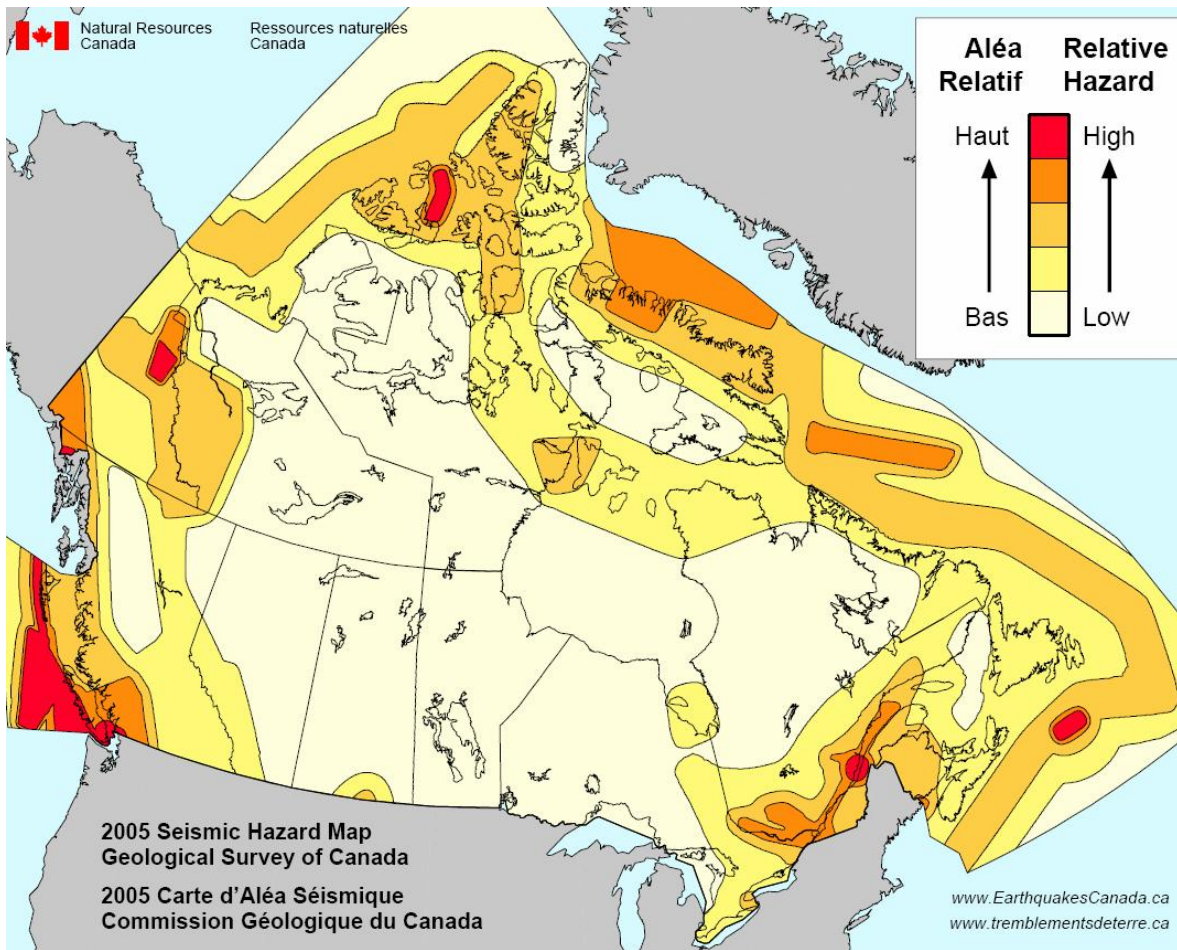 Natural Resources
Canada
Ressources naturelles
Canada
Aléa
Relatif
Relative
Hazard
Haut
High
Bas
Low
2005 Seismic Hazard Map
Geological Survey of Canada
2005 Carte d'Aléa Séismique
Commission Géologique du Canada
www.EarthquakesCanada.ca
www.tremblementsdeterre.ca